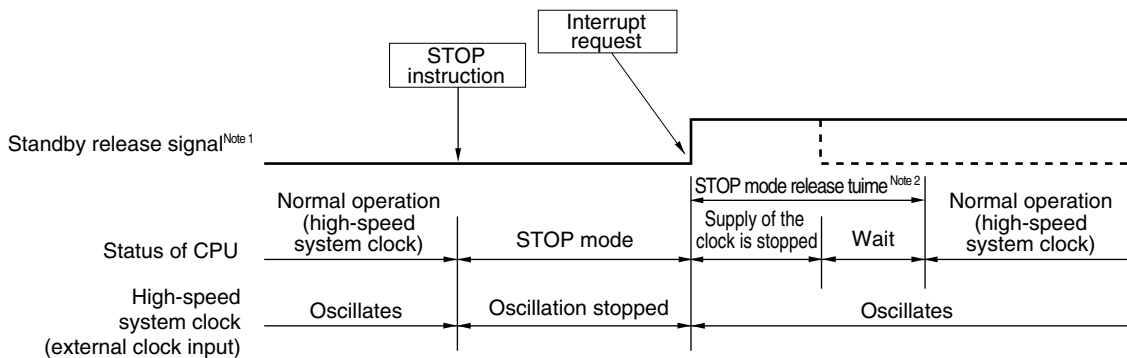 Interrupt
request
STOP
instruction
Standby release signal Note 1
STOP mode release tuime Note 2
Normal operation
(high-speed
system clock)
Supply of the
clock is stopped
Normal operation
(high-speed
system clock)
Status of CPU
STOP mode
Wait
High-speed
system clock
(external clock input)
Oscillates
Oscillation stopped
Oscillates